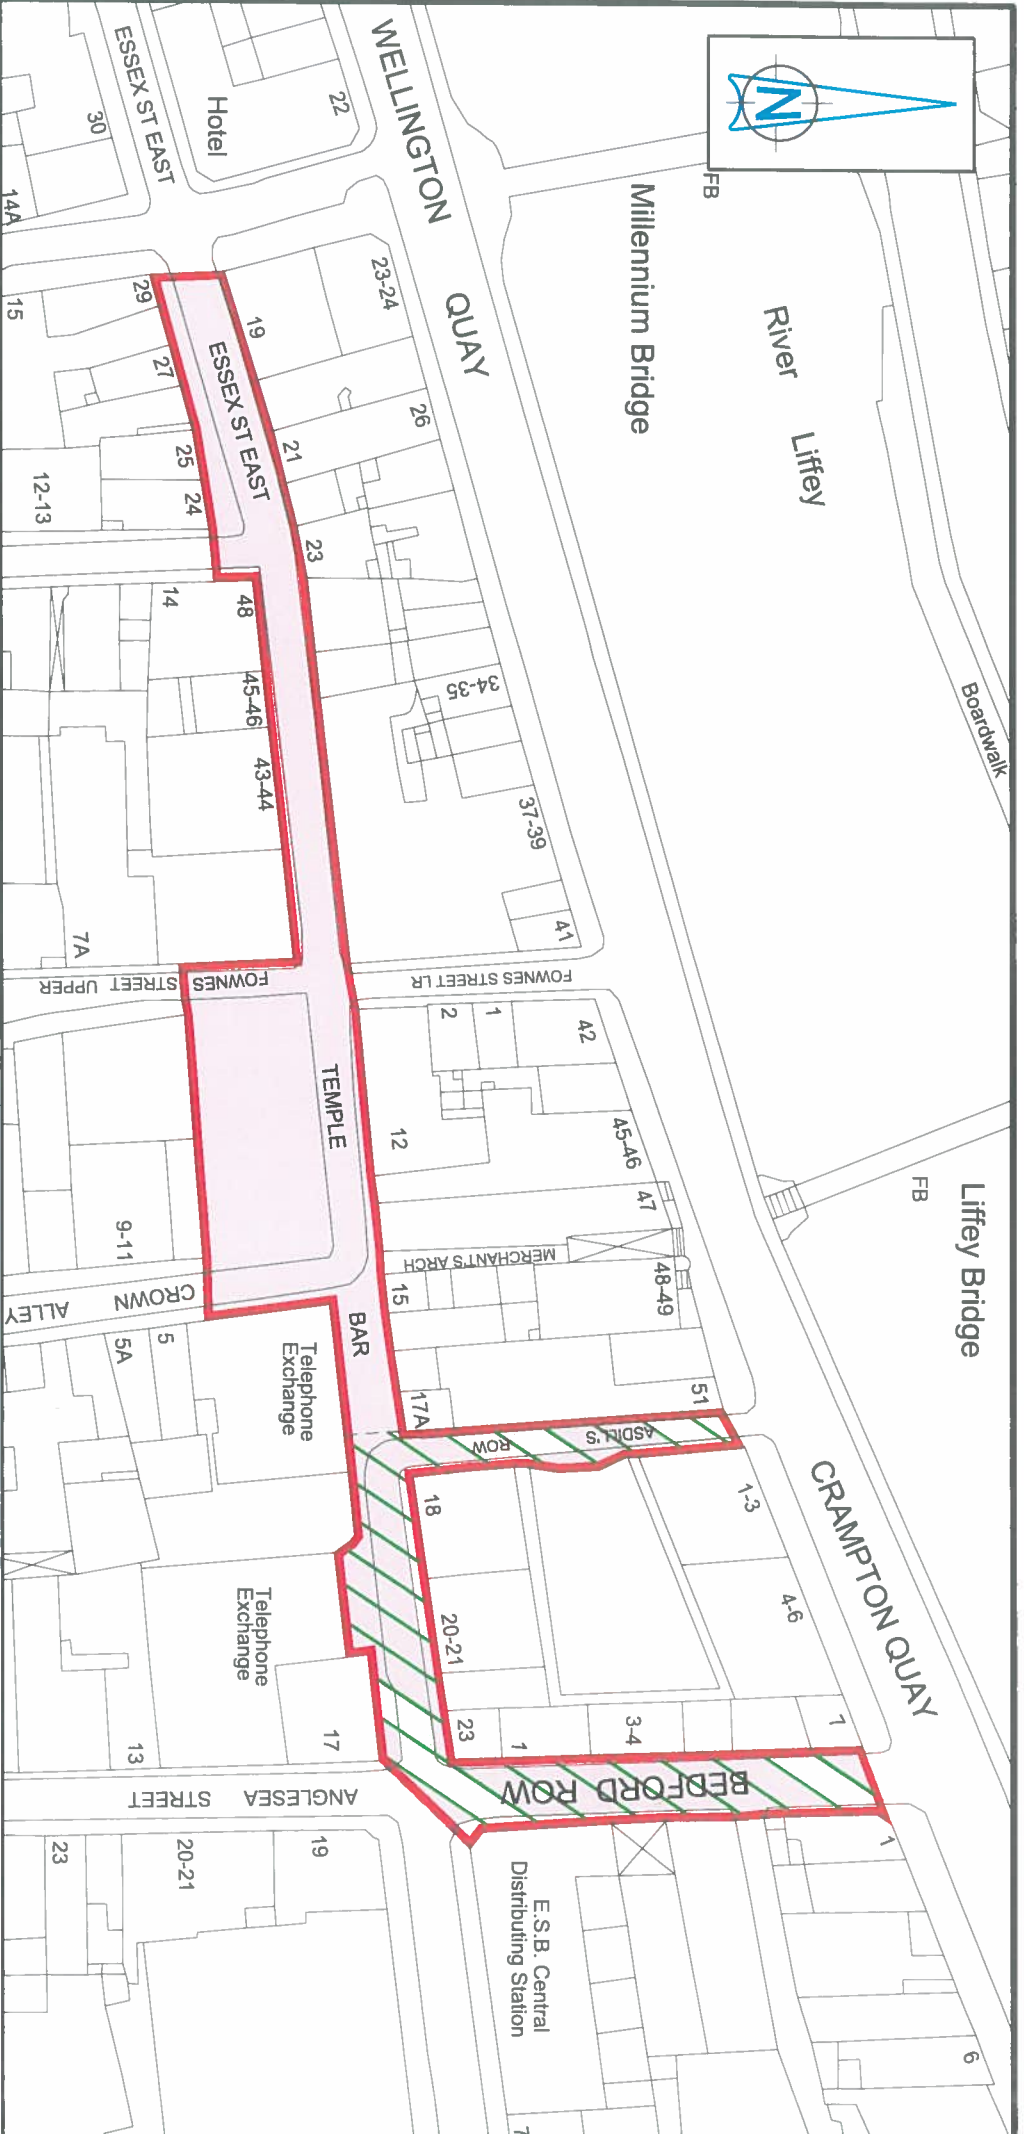 N
FB
River
Liffey
Millennium Bridge
Boardwalk
Liffey Bridge
FB
WELLINGTON
QUAY
CRAMPTON QUAY
ESSEX ST EAST
Hotel
22
30
14A
15
29
27
25
24
12-13
19
ESSEX ST EAST
21
23
23-24
26
34-35
37-39
41
14
48
45-46
43-44
7A
FOWNES STREET LR
FOWNES
STREET UPPER
42
1
2
45-46
47
48-49
51
12
MERCHANT'S ARCH
15
17A
TEMPLE
BAR
9-11
CROWN
ALLEY
5
5A
Telephone
Exchange
Telephone
Exchange
ASDILL'S
ROW
18
20-21
23
1
3-4
7
1-3
4-6
BEDFORD ROW
17
13
ANGLESEA
STREET
19
20-21
23
E.S.B. Central
Distributing Station
1
6
7